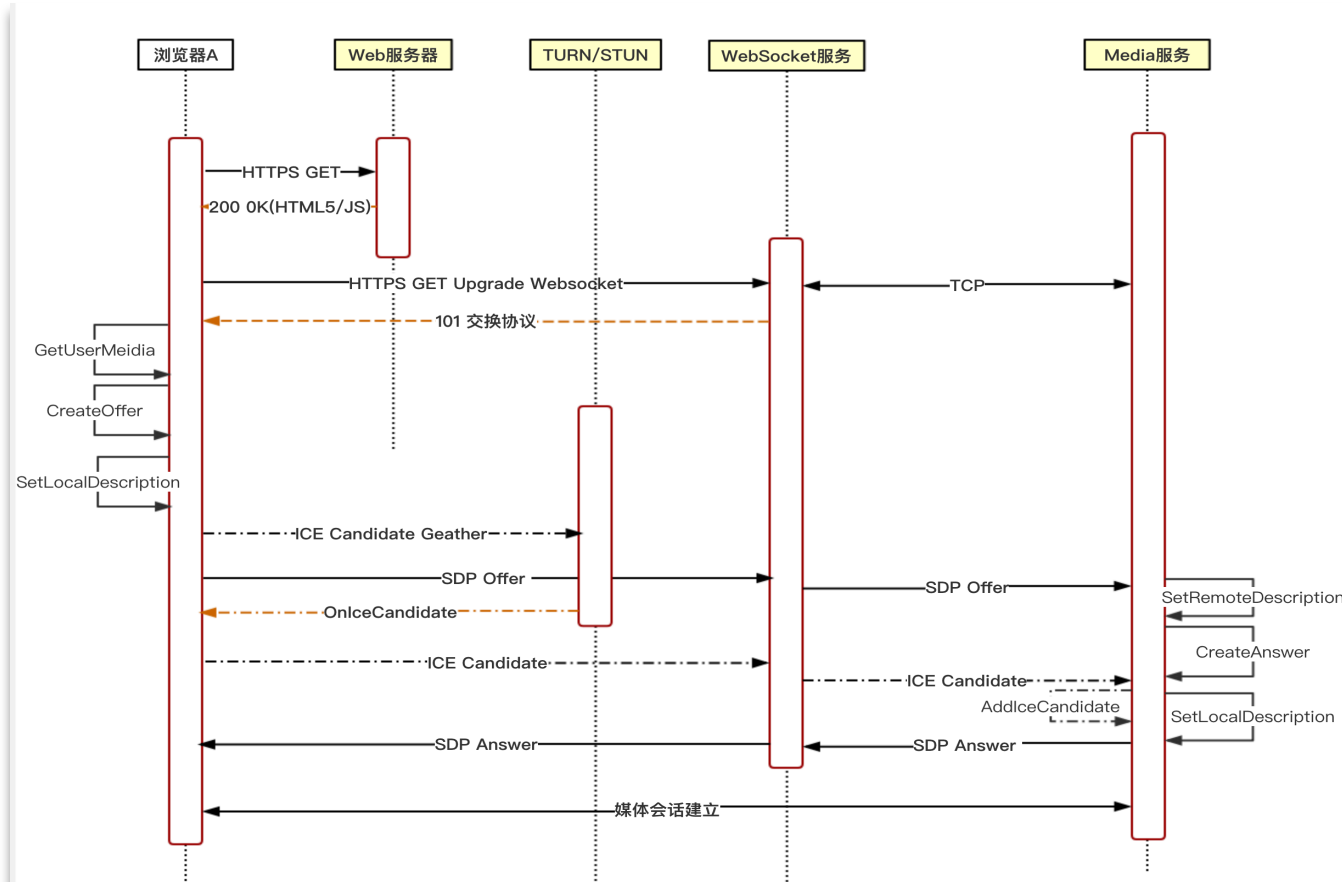 浏览器A
Web服务器
TURN/STUN
WebSocket服务
Media服务
HTTPS GET
200 0K(HTML5/JS)
HTTPS GET Upgrade Websocket
TCP
101 交换协议
GetUserMeidia
CreateOffer
SetLocalDescription
ICE Candidate Geather
SDP Offer
SDP Offer
SetRemoteDescription
OnIceCandidate
CreateAnswer
ICE Candidate
ICE Candidate
AddIceCandidate
SetLocalDescription
SDP Answer
SDP Answer
媒体会话建立